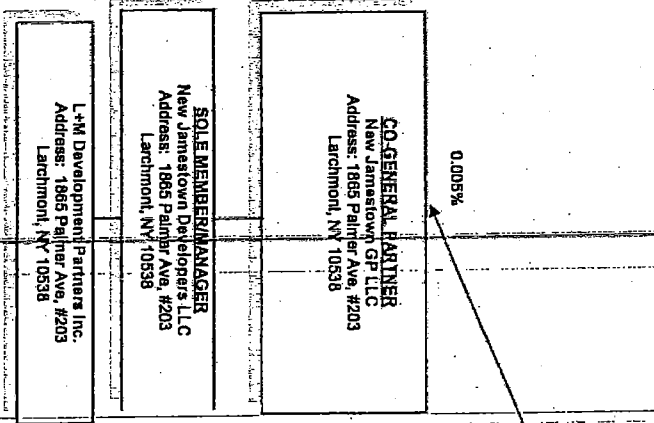 0.005%
CO-GENERAL PARTNER
New Jamestown GP LLC
Address: 1865 Palmer Ave, #203
Larchmont, NY 10538
SOLE MEMBER/MANAGER
New Jamestown Developers LLC
Address: 1865 Palmer Ave, #203
Larchmont, NY 10538
L+M Development Partners Inc.
Address: 1865 Palmer Ave, #203
Larchmont, NY 10538